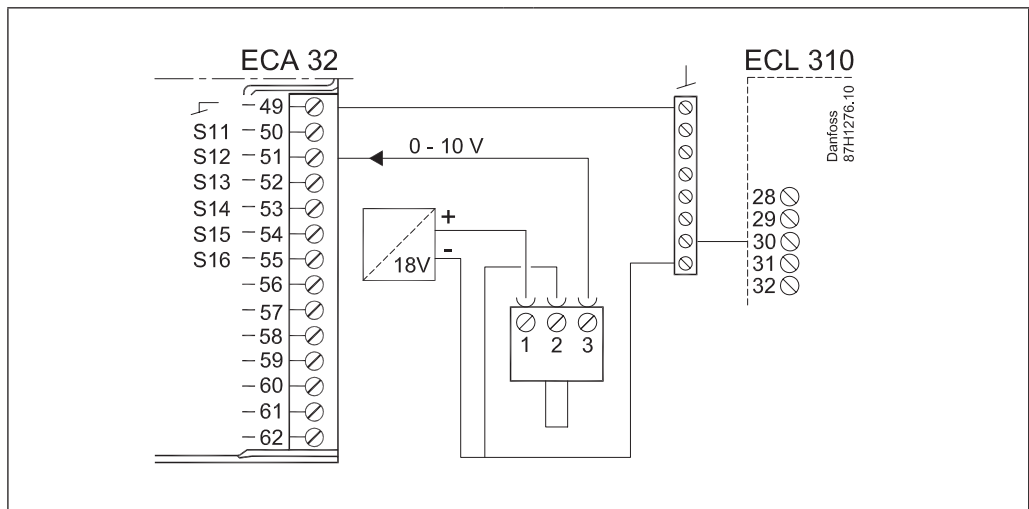 ECA 32
ECL 310
49
S11 50
S12 51
S13 52
S14 53
S15 54
S16 55
56
57
58
59
60
61
62
0 - 10 V
+
-
18V
1 2 3
Danfoss
87H1276.10
28
29
30
31
32